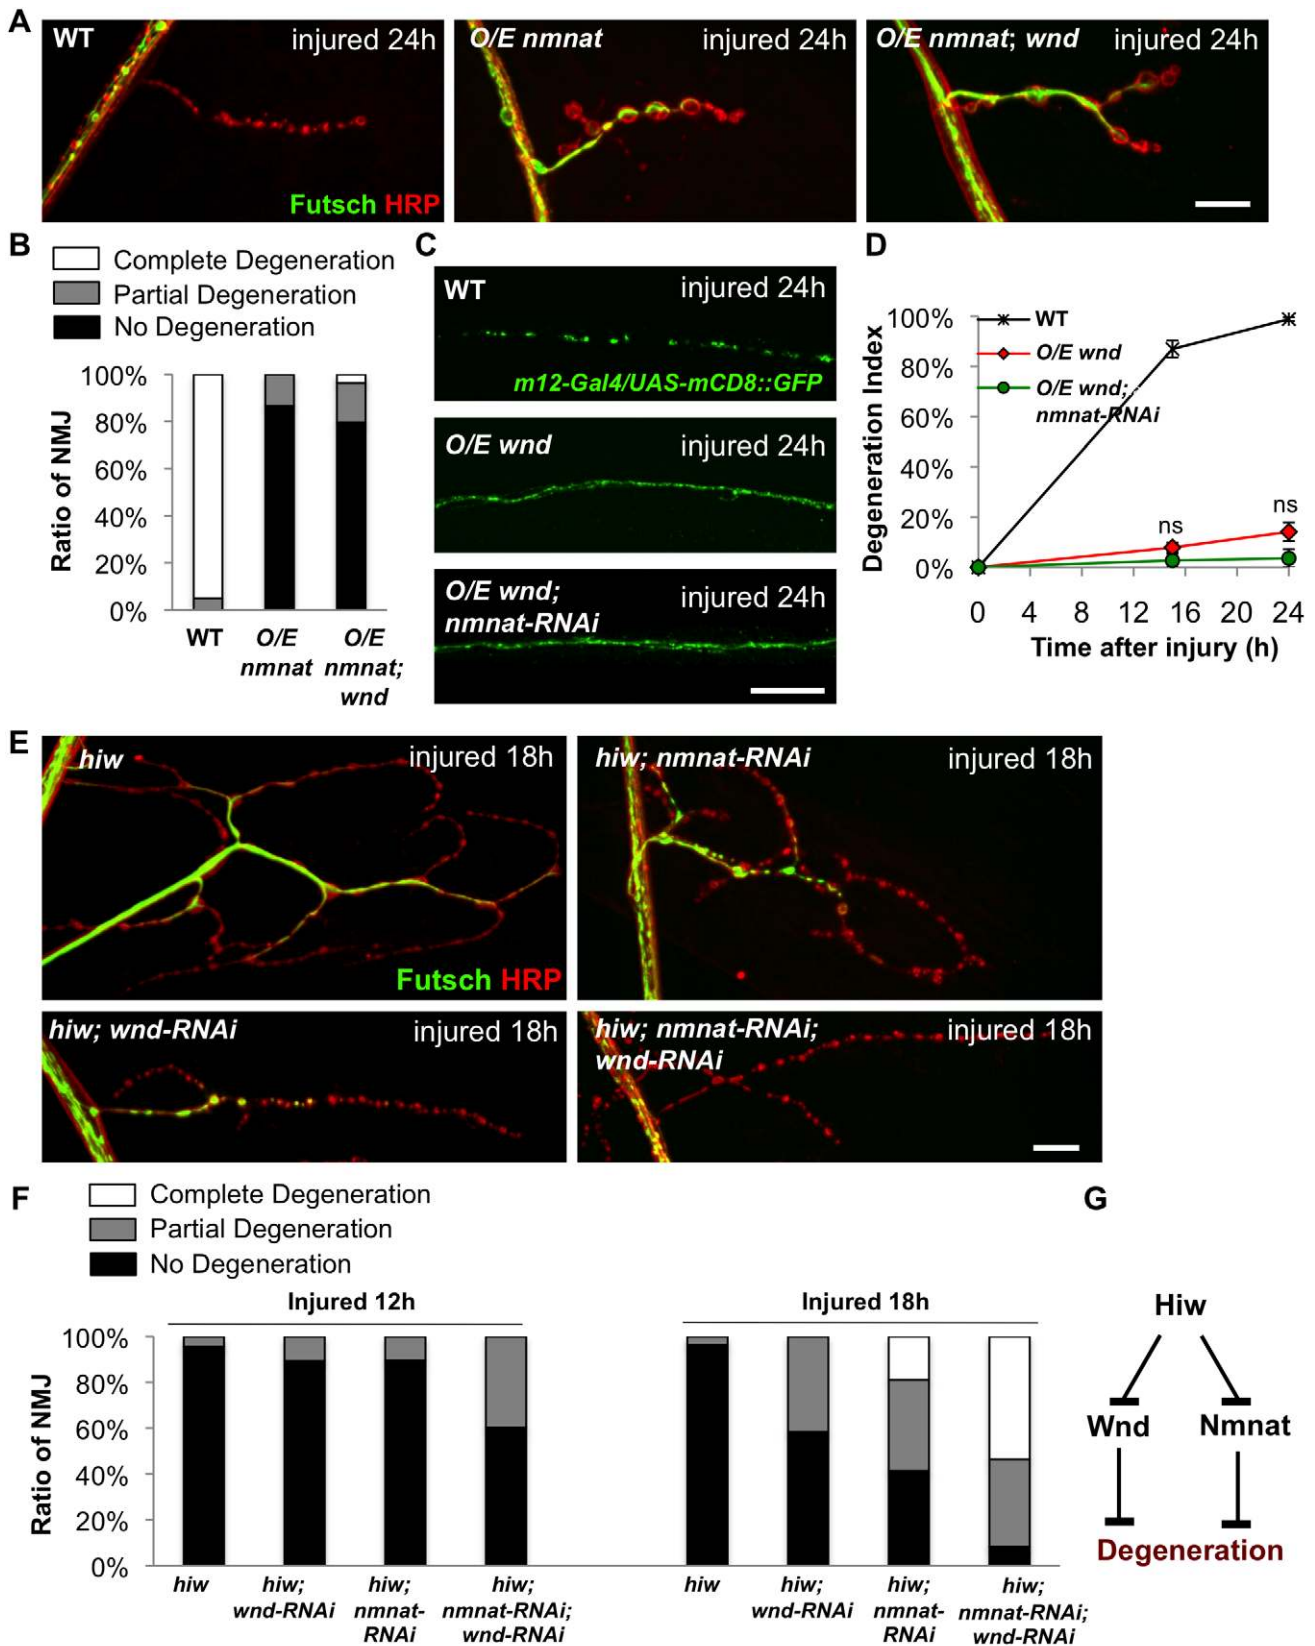 A
WT
injured 24h
Futsch HRP
O/E nmnat
injured 24h
O/E nmnat; wnd
injured 24h
B
Complete Degeneration
Partial Degeneration
No Degeneration
Ratio of NMJ
100%
80%
60%
40%
20%
0%
WT
O/E
nmnat
O/E
nmnat;
wnd
C
WT
injured 24h
m12-Gal4/UAS-mCD8::GFP
O/E wnd
injured 24h
O/E wnd;
nmnat-RNAi
injured 24h
D
Degeneration Index
100%
80%
60%
40%
20%
0%
WT
O/E wnd
O/E wnd;
nmnat-RNAi
ns
ns
0 4 8 12 16 20 24
Time after injury (h)
E
hiw
injured 18h
Futsch HRP
hiw; nmnat-RNAi
injured 18h
hiw; wnd-RNAi
injured 18h
hiw; nmnat-RNAi;
wnd-RNAi
injured 18h
F
Complete Degeneration
Partial Degeneration
No Degeneration
Injured 12h
Injured 18h
Ratio of NMJ
100%
80%
60%
40%
20%
0%
hiw
hiw;
wnd-RNAi
hiw;
nmnat-
RNAi
hiw;
nmnat-RNAi;
wnd-RNAi
hiw
hiw;
wnd-RNAi
hiw;
nmnat-
RNAi
hiw;
nmnat-RNAi;
wnd-RNAi
G
Hiw
Wnd Nmnat
Degeneration